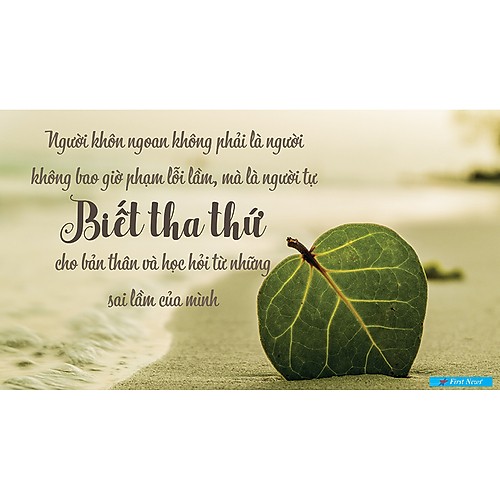 Người khôn ngoan không phải là người
không bao giờ phạm lỗi lầm, mà là người tự
Biết tha thứ
cho bản thân và học hỏi từ những
sai lầm của mình
First News